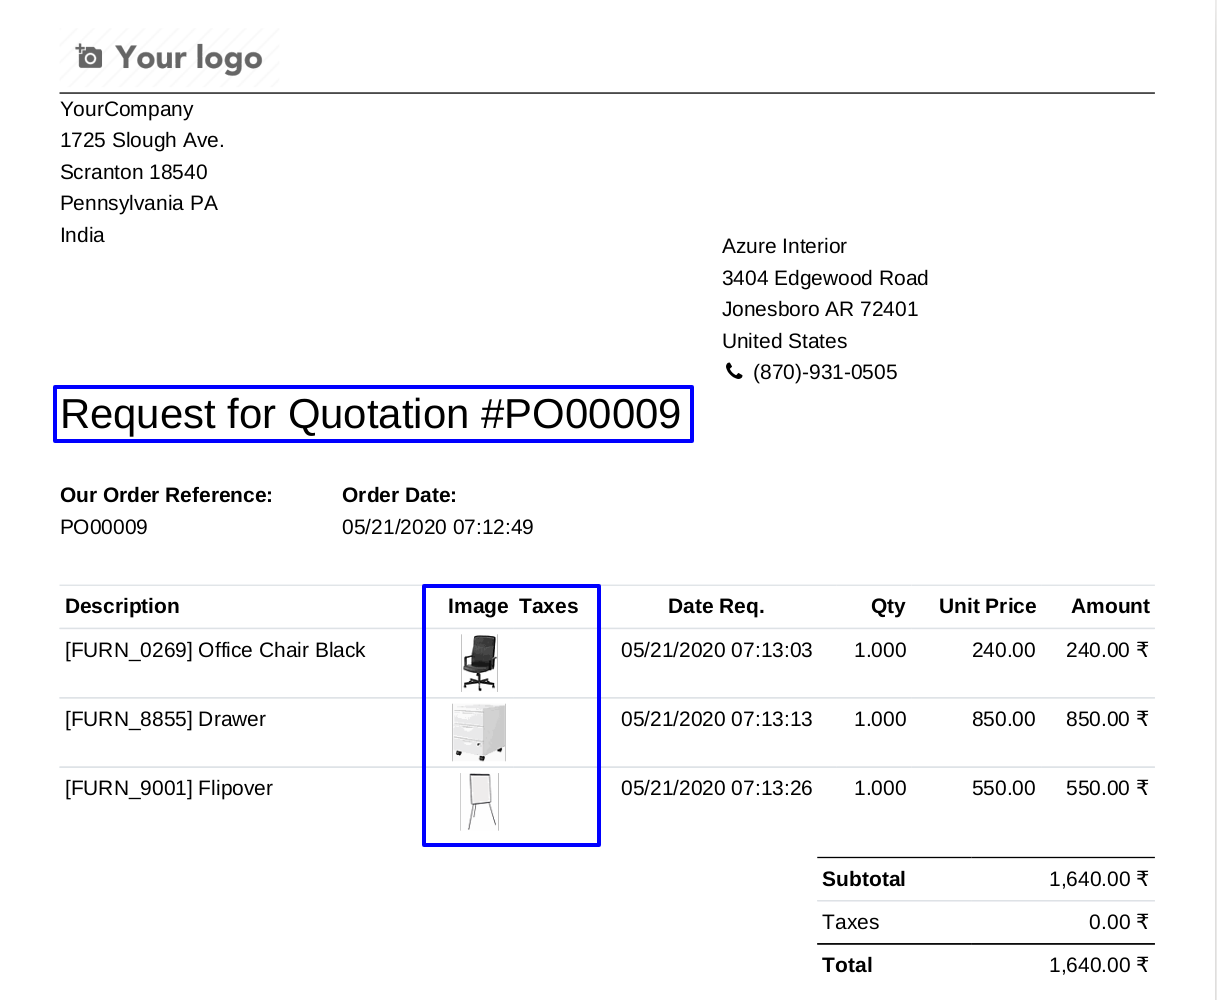 Your logo
YourCompany
1725 Slough Ave.
Scranton 18540
Pennsylvania PA
India
Azure Interior
3404 Edgewood Road
Jonesboro AR 72401
United States
(870)-931-0505
Request for Quotation #PO00009
Our Order Reference: Order Date:
PO00009 05/21/2020 07:12:49
Description Image Taxes Date Req. Qty Unit Price Amount
[FURN_0269] Office Chair Black 05/21/2020 07:13:03 1.000 240.00 240.00 ₹
[FURN_8855] Drawer 05/21/2020 07:13:13 1.000 850.00 850.00 ₹
[FURN_9001] Flipover 05/21/2020 07:13:26 1.000 550.00 550.00 ₹
Subtotal 1,640.00 ₹
Taxes 0.00 ₹
Total 1,640.00 ₹